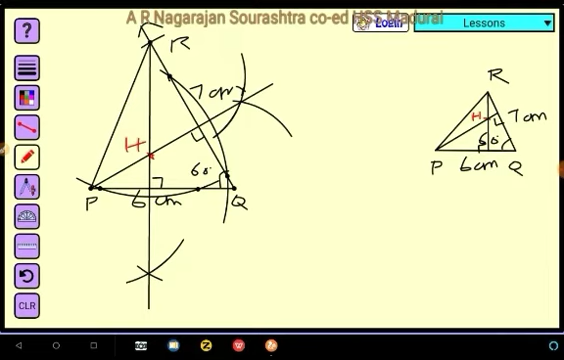 A R Nagarajan Sourashtra co-ed HSS Madurai
?
Login
Lessons
R
7 cm
H
60°
P
6 cm
Q
R
H
7 cm
60°
P
6 cm
Q
CLR